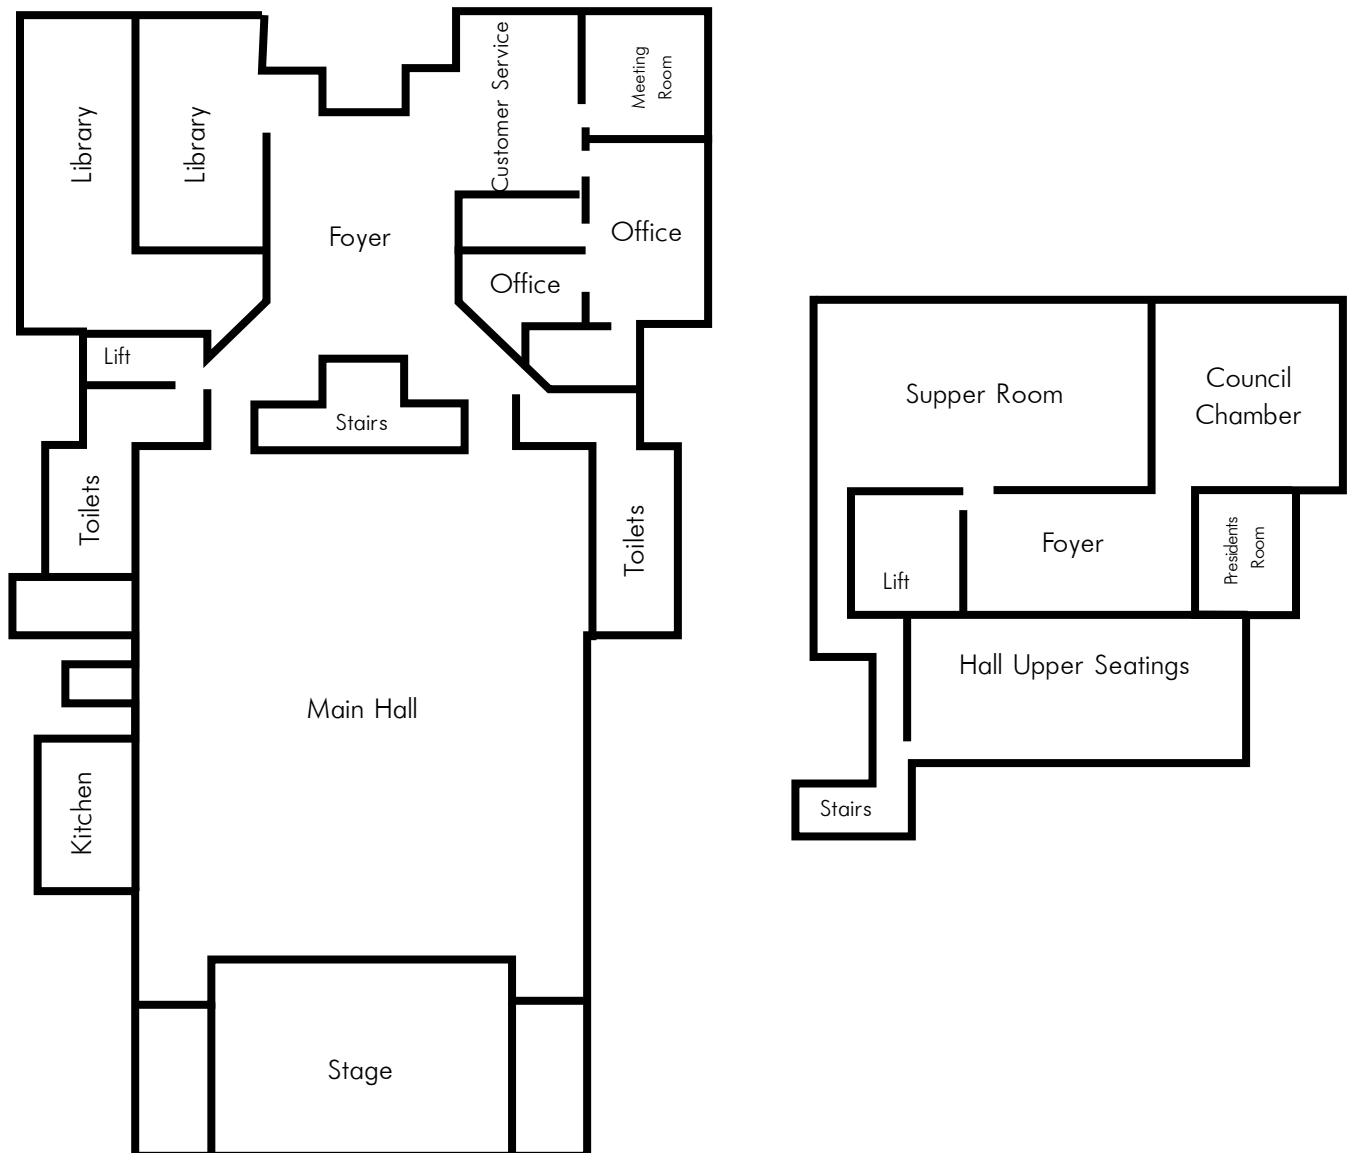 Library
Library
Foyer
Customer Service
Meeting
Room
Office
Office
Lift
Stairs
Toilets
Toilets
Main Hall
Kitchen
Stage
Supper Room
Council
Chamber
Foyer
Presidents
Room
Lift
Hall Upper Seatings
Stairs